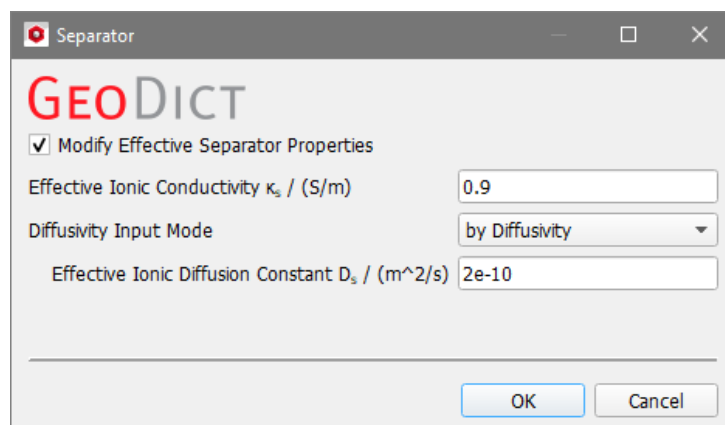 Separator
GEODICT
Modify Effective Separator Properties
Effective Ionic Conductivity κₛ / (S/m) 0.9
Diffusivity Input Mode by Diffusivity
Effective Ionic Diffusion Constant Dₛ / (m^2/s) 2e-10
OK Cancel